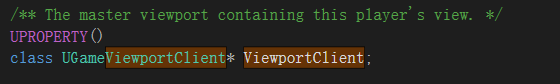 /** The master viewport containing this player's view. */
UPROPERTY()
class UGameViewportClient* ViewportClient;